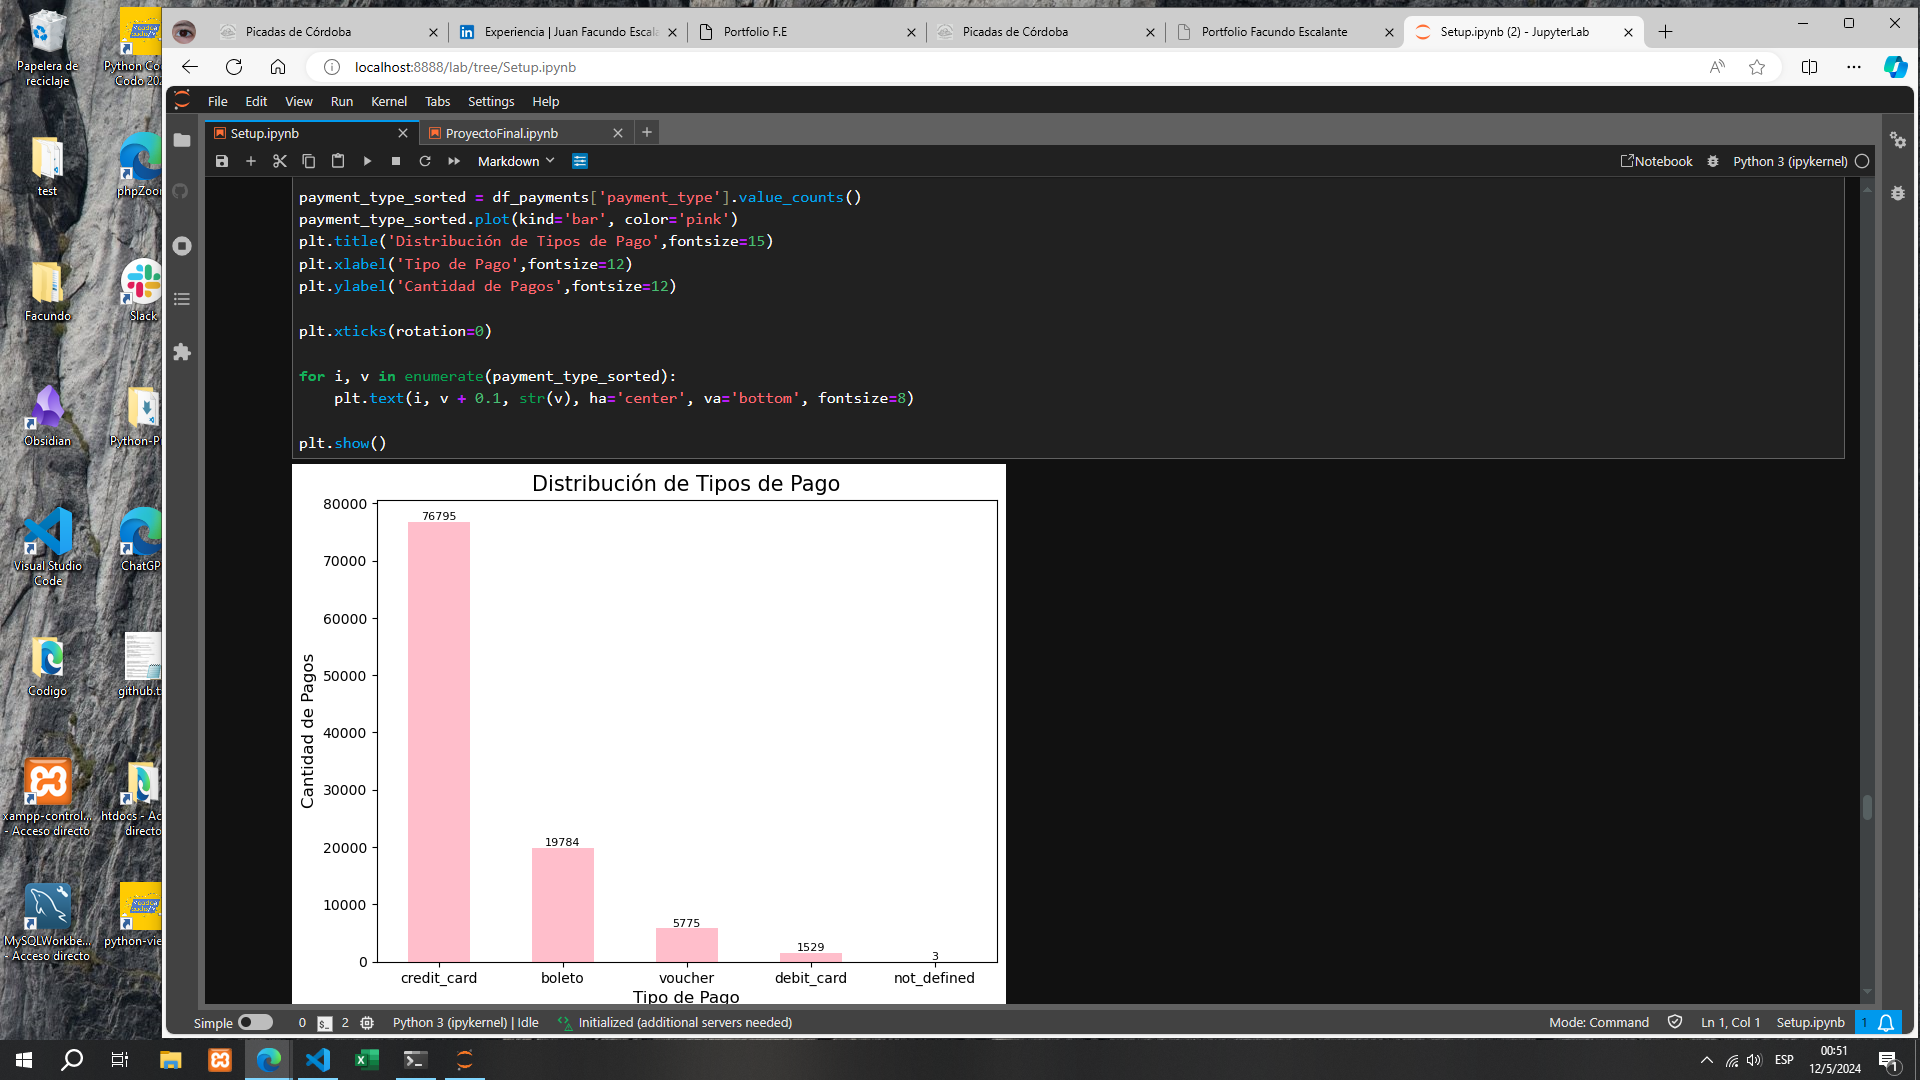 Papelera de
reciclaje
Python Co
Codo 20
test
phpZoo
Facundo
Slack
Obsidian
Python-P
Visual Studio
Code
ChatGP
Codigo
github.t
xampp-control...
- Acceso directo
htdocs - Ac
directo
MySQLWorkbe...
- Acceso directo
python-vie
Picadas de Córdoba
Experiencia | Juan Facundo Escala
Portfolio F.E
Picadas de Córdoba
Portfolio Facundo Escalante
Setup.ipynb (2) - JupyterLab
localhost:8888/lab/tree/Setup.ipynb
File Edit View Run Kernel Tabs Settings Help
Setup.ipynb
ProyectoFinal.ipynb
Markdown
Notebook
Python 3 (ipykernel)
payment_type_sorted = df_payments['payment_type'].value_counts()
payment_type_sorted.plot(kind='bar', color='pink')
plt.title('Distribución de Tipos de Pago',fontsize=15)
plt.xlabel('Tipo de Pago',fontsize=12)
plt.ylabel('Cantidad de Pagos',fontsize=12)
plt.xticks(rotation=0)
for i, v in enumerate(payment_type_sorted):
plt.text(i, v + 0.1, str(v), ha='center', va='bottom', fontsize=8)
plt.show()
Distribución de Tipos de Pago
80000
70000
60000
50000
40000
30000
20000
10000
0
Cantidad de Pagos
76795
19784
5775
1529
3
credit_card boleto voucher debit_card not_defined
Tipo de Pago
Simple 0 2 Python 3 (ipykernel) | Idle Initialized (additional servers needed)
Mode: Command Ln 1, Col 1 Setup.ipynb 1
ESP
00:51
12/5/2024
1